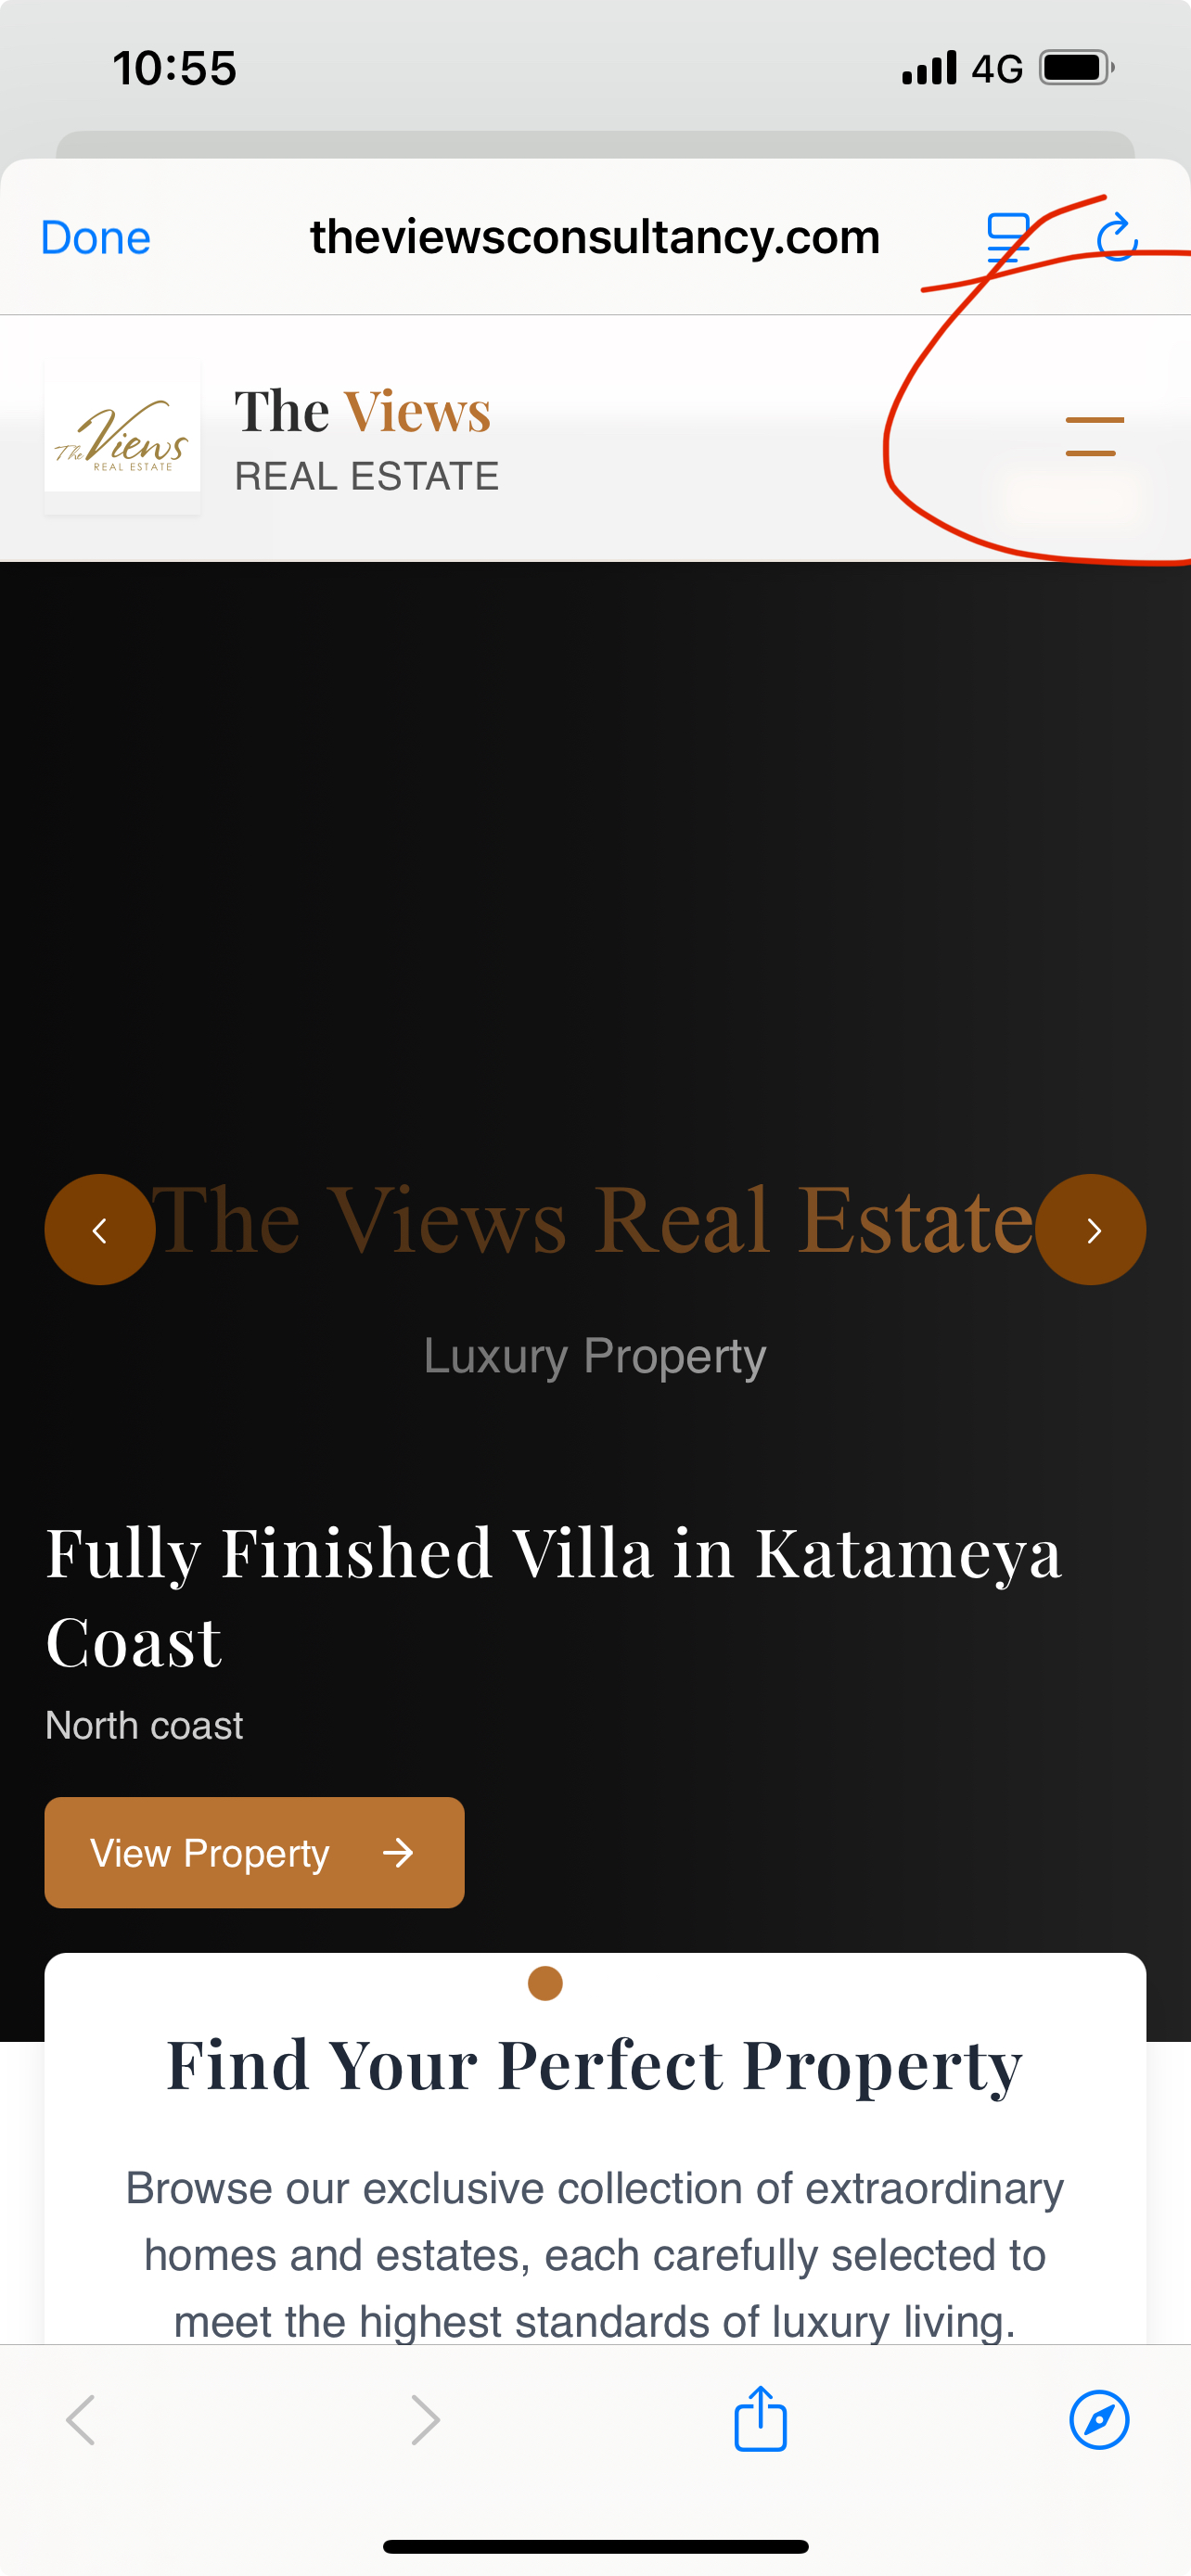 10:55
4G
Done
theviewsconsultancy.com
The Views
REAL ESTATE
The Views
REAL ESTATE
The Views Real Estate
Luxury Property
Fully Finished Villa in Katameya
Coast
North coast
View Property
Find Your Perfect Property
Browse our exclusive collection of extraordinary
homes and estates, each carefully selected to
meet the highest standards of luxury living.